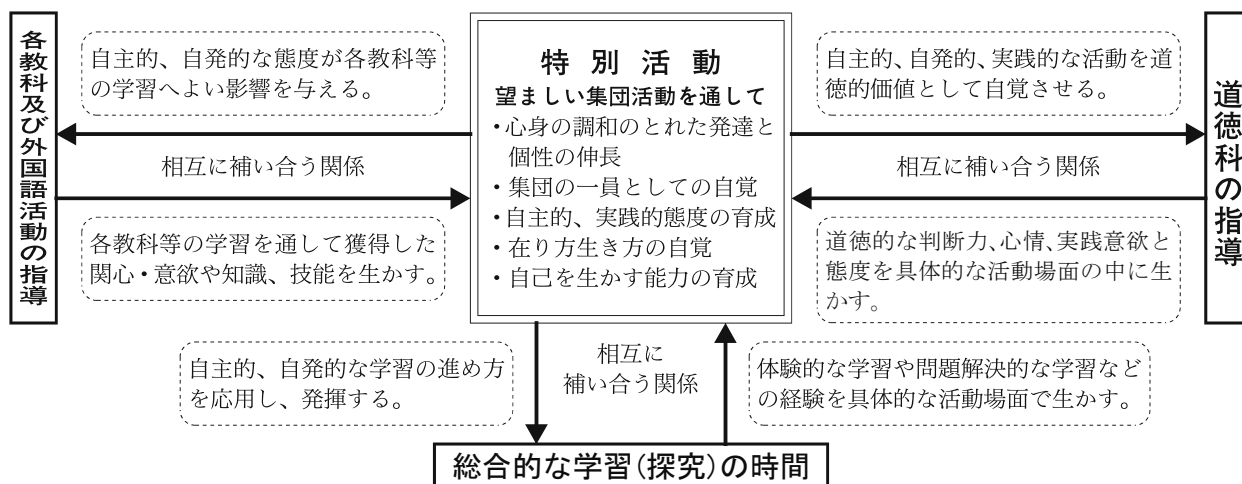 各教科及び外国語活動の指導
自主的、自発的な態度が各教科等
の学習へよい影響を与える。
相互に補い合う関係
各教科等の学習を通して獲得した
関心・意欲や知識、技能を生かす。
特別活動
望ましい集団活動を通して
・心身の調和のとれた発達と
個性の伸長
・集団の一員としての自覚
・自主的、実践的態度の育成
・在り方生き方の自覚
・自己を生かす能力の育成
自主的、自発的、実践的な活動を道
徳的価値として自覚させる。
相互に補い合う関係
道徳的な判断力、心情、実践意欲と
態度を具体的な活動場面の中に生
かす。
道徳科の指導
自主的、自発的な学習の進め方
を応用し、発揮する。
相互に
補い合う関係
体験的な学習や問題解決的な学習など
の経験を具体的な活動場面で生かす。
総合的な学習(探究)の時間